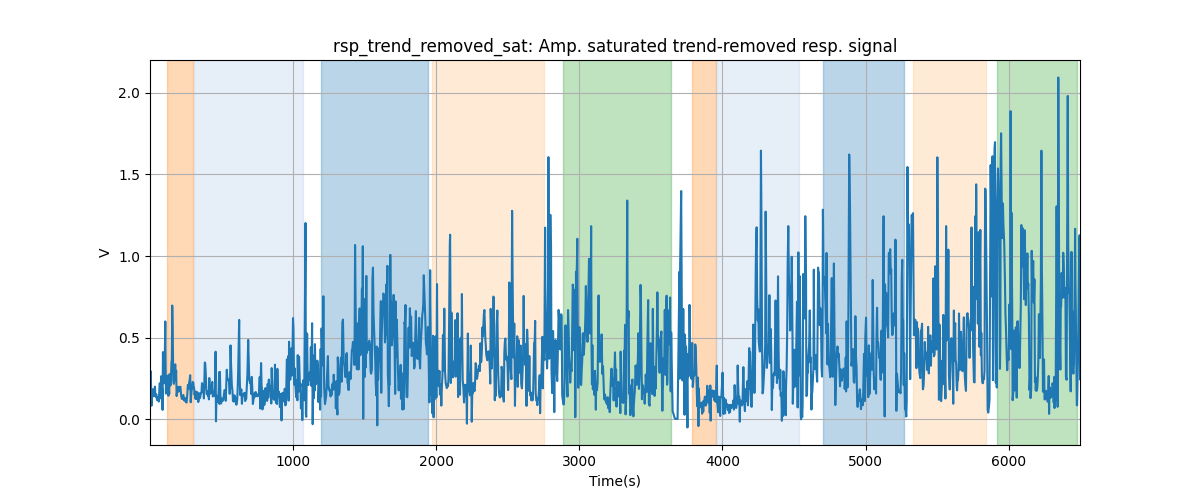 rsp_trend_removed_sat: Amp. saturated trend-removed resp. signal
2.0
1.5
1.0
0.5
0.0
V
1000 2000 3000 4000 5000 6000
Time(s)